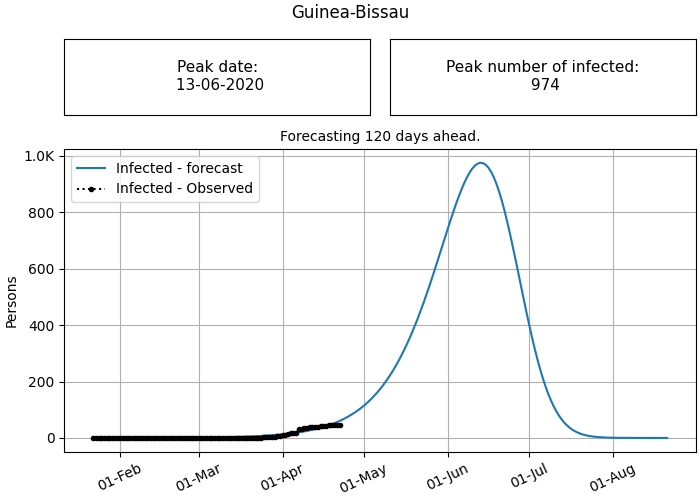 Guinea-Bissau
Peak date:
13-06-2020
Peak number of infected:
974
Forecasting 120 days ahead.
Infected - forecast
Infected - Observed
Persons
1.0K
800
600
400
200
0
01-Feb
01-Mar
01-Apr
01-May
01-Jun
01-Jul
01-Aug